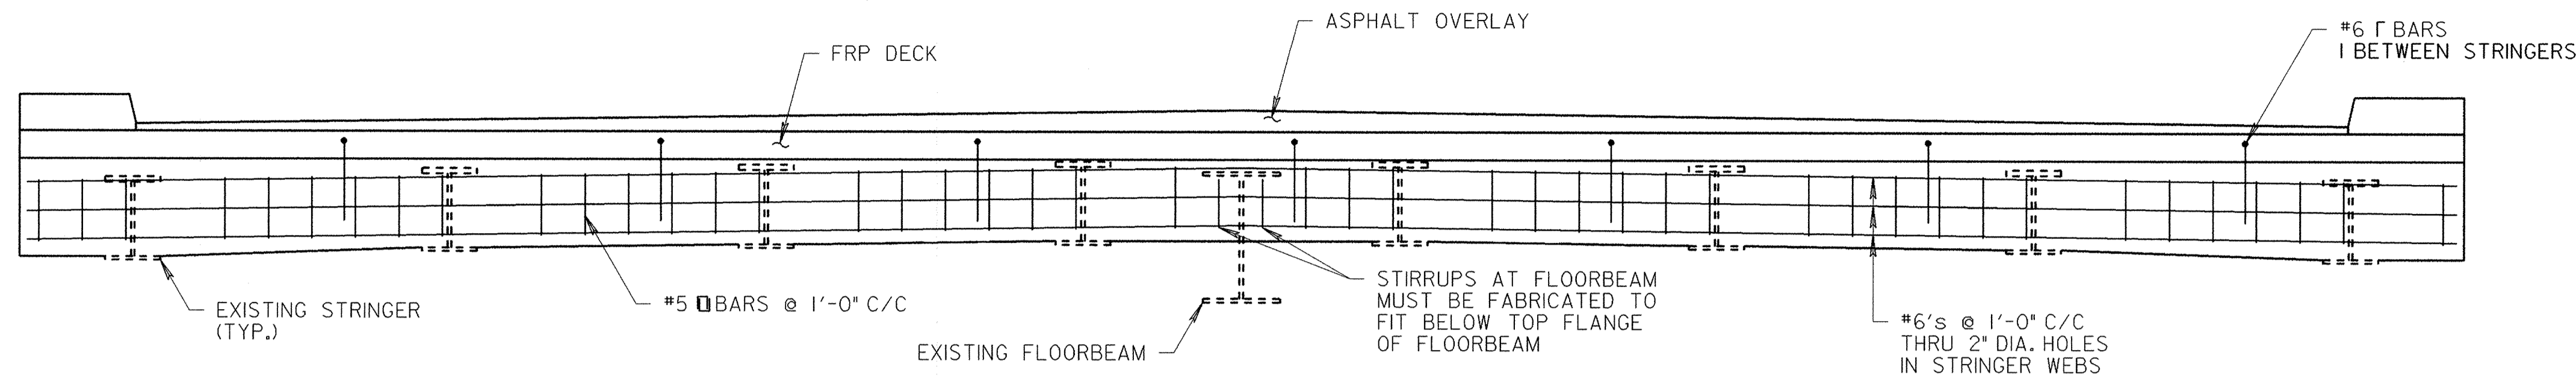 ASPHALT OVERLAY
FRP DECK
#6 BARS
1 BETWEEN STRINGERS
EXISTING STRINGER
(TYP.)
#5 BARS @ 1'-0" C/C
EXISTING FLOORBEAM
STIRRUPS AT FLOORBEAM
MUST BE FABRICATED TO
FIT BELOW TOP FLANGE
OF FLOORBEAM
#6's @ 1'-0" C/C
THRU 2" DIA. HOLES
IN STRINGER WEBS